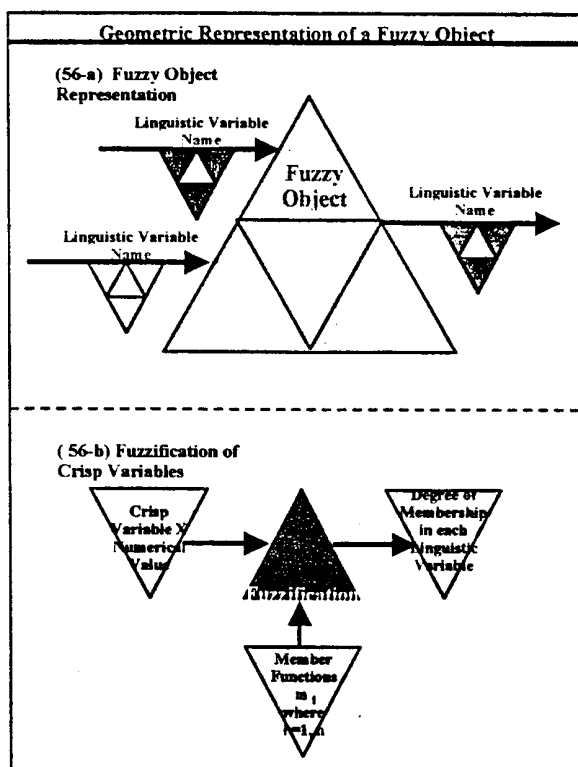 Geometric Representation of a Fuzzy Object
(56-a) Fuzzy Object
Representation
Linguistic Variable
Name
Fuzzy
Object
Linguistic Variable
Name
Linguistic Variable
Name
( 56-b) Fuzzification of
Crisp Variables
Crisp
Variable X
Numerical
Value
Fuzzification
Degree of
Membership
in each
Linguistic
Variable
Member
Functions
m i
where
i=1, n